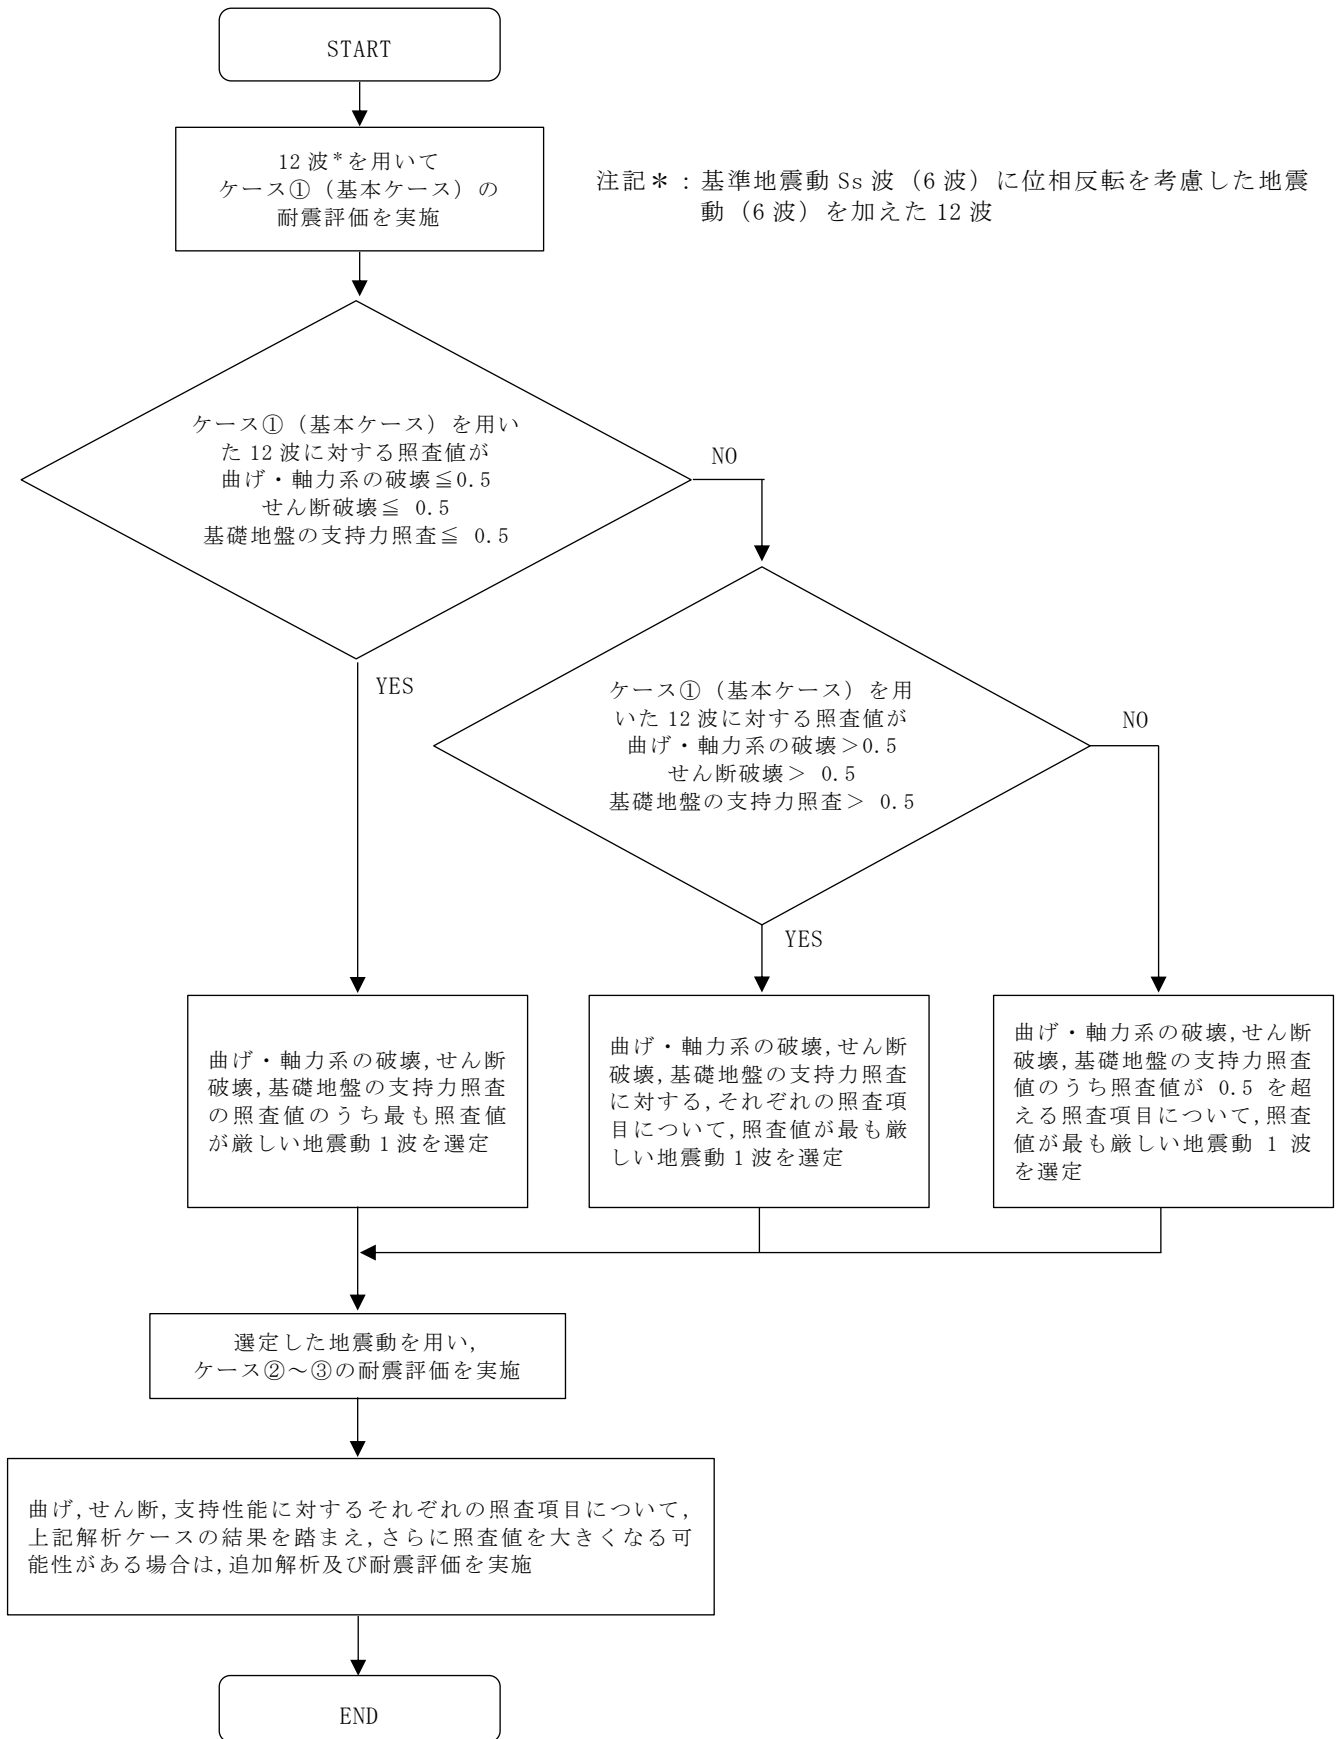 START
12波*を用いて
ケース①（基本ケース）の
耐震評価を実施
注記＊：基準地震動Ss波（6波）に位相反転を考慮した地震
動（6波）を加えた12波
ケース①（基本ケース）を用い
た12波に対する照査値が
曲げ・軸力系の破壊≦0.5
せん断破壊≦ 0.5
基礎地盤の支持力照査≦ 0.5
NO
YES
ケース①（基本ケース）を用
いた12波に対する照査値が
曲げ・軸力系の破壊＞0.5
せん断破壊＞ 0.5
基礎地盤の支持力照査＞ 0.5
NO
YES
曲げ・軸力系の破壊,せん断
破壊,基礎地盤の支持力照査
の照査値のうち最も照査値
が厳しい地震動1波を選定
曲げ・軸力系の破壊,せん断
破壊,基礎地盤の支持力照査
に対する,それぞれの照査項
目について,照査値が最も厳
しい地震動1波を選定
曲げ・軸力系の破壊,せん断
破壊,基礎地盤の支持力照査
値のうち照査値が 0.5 を超
える照査項目について,照査
値が最も厳しい地震動 1 波
を選定
選定した地震動を用い,
ケース②～③の耐震評価を実施
曲げ,せん断,支持性能に対するそれぞれの照査項目について,
上記解析ケースの結果を踏まえ,さらに照査値を大きくなる可
能性がある場合は,追加解析及び耐震評価を実施
END